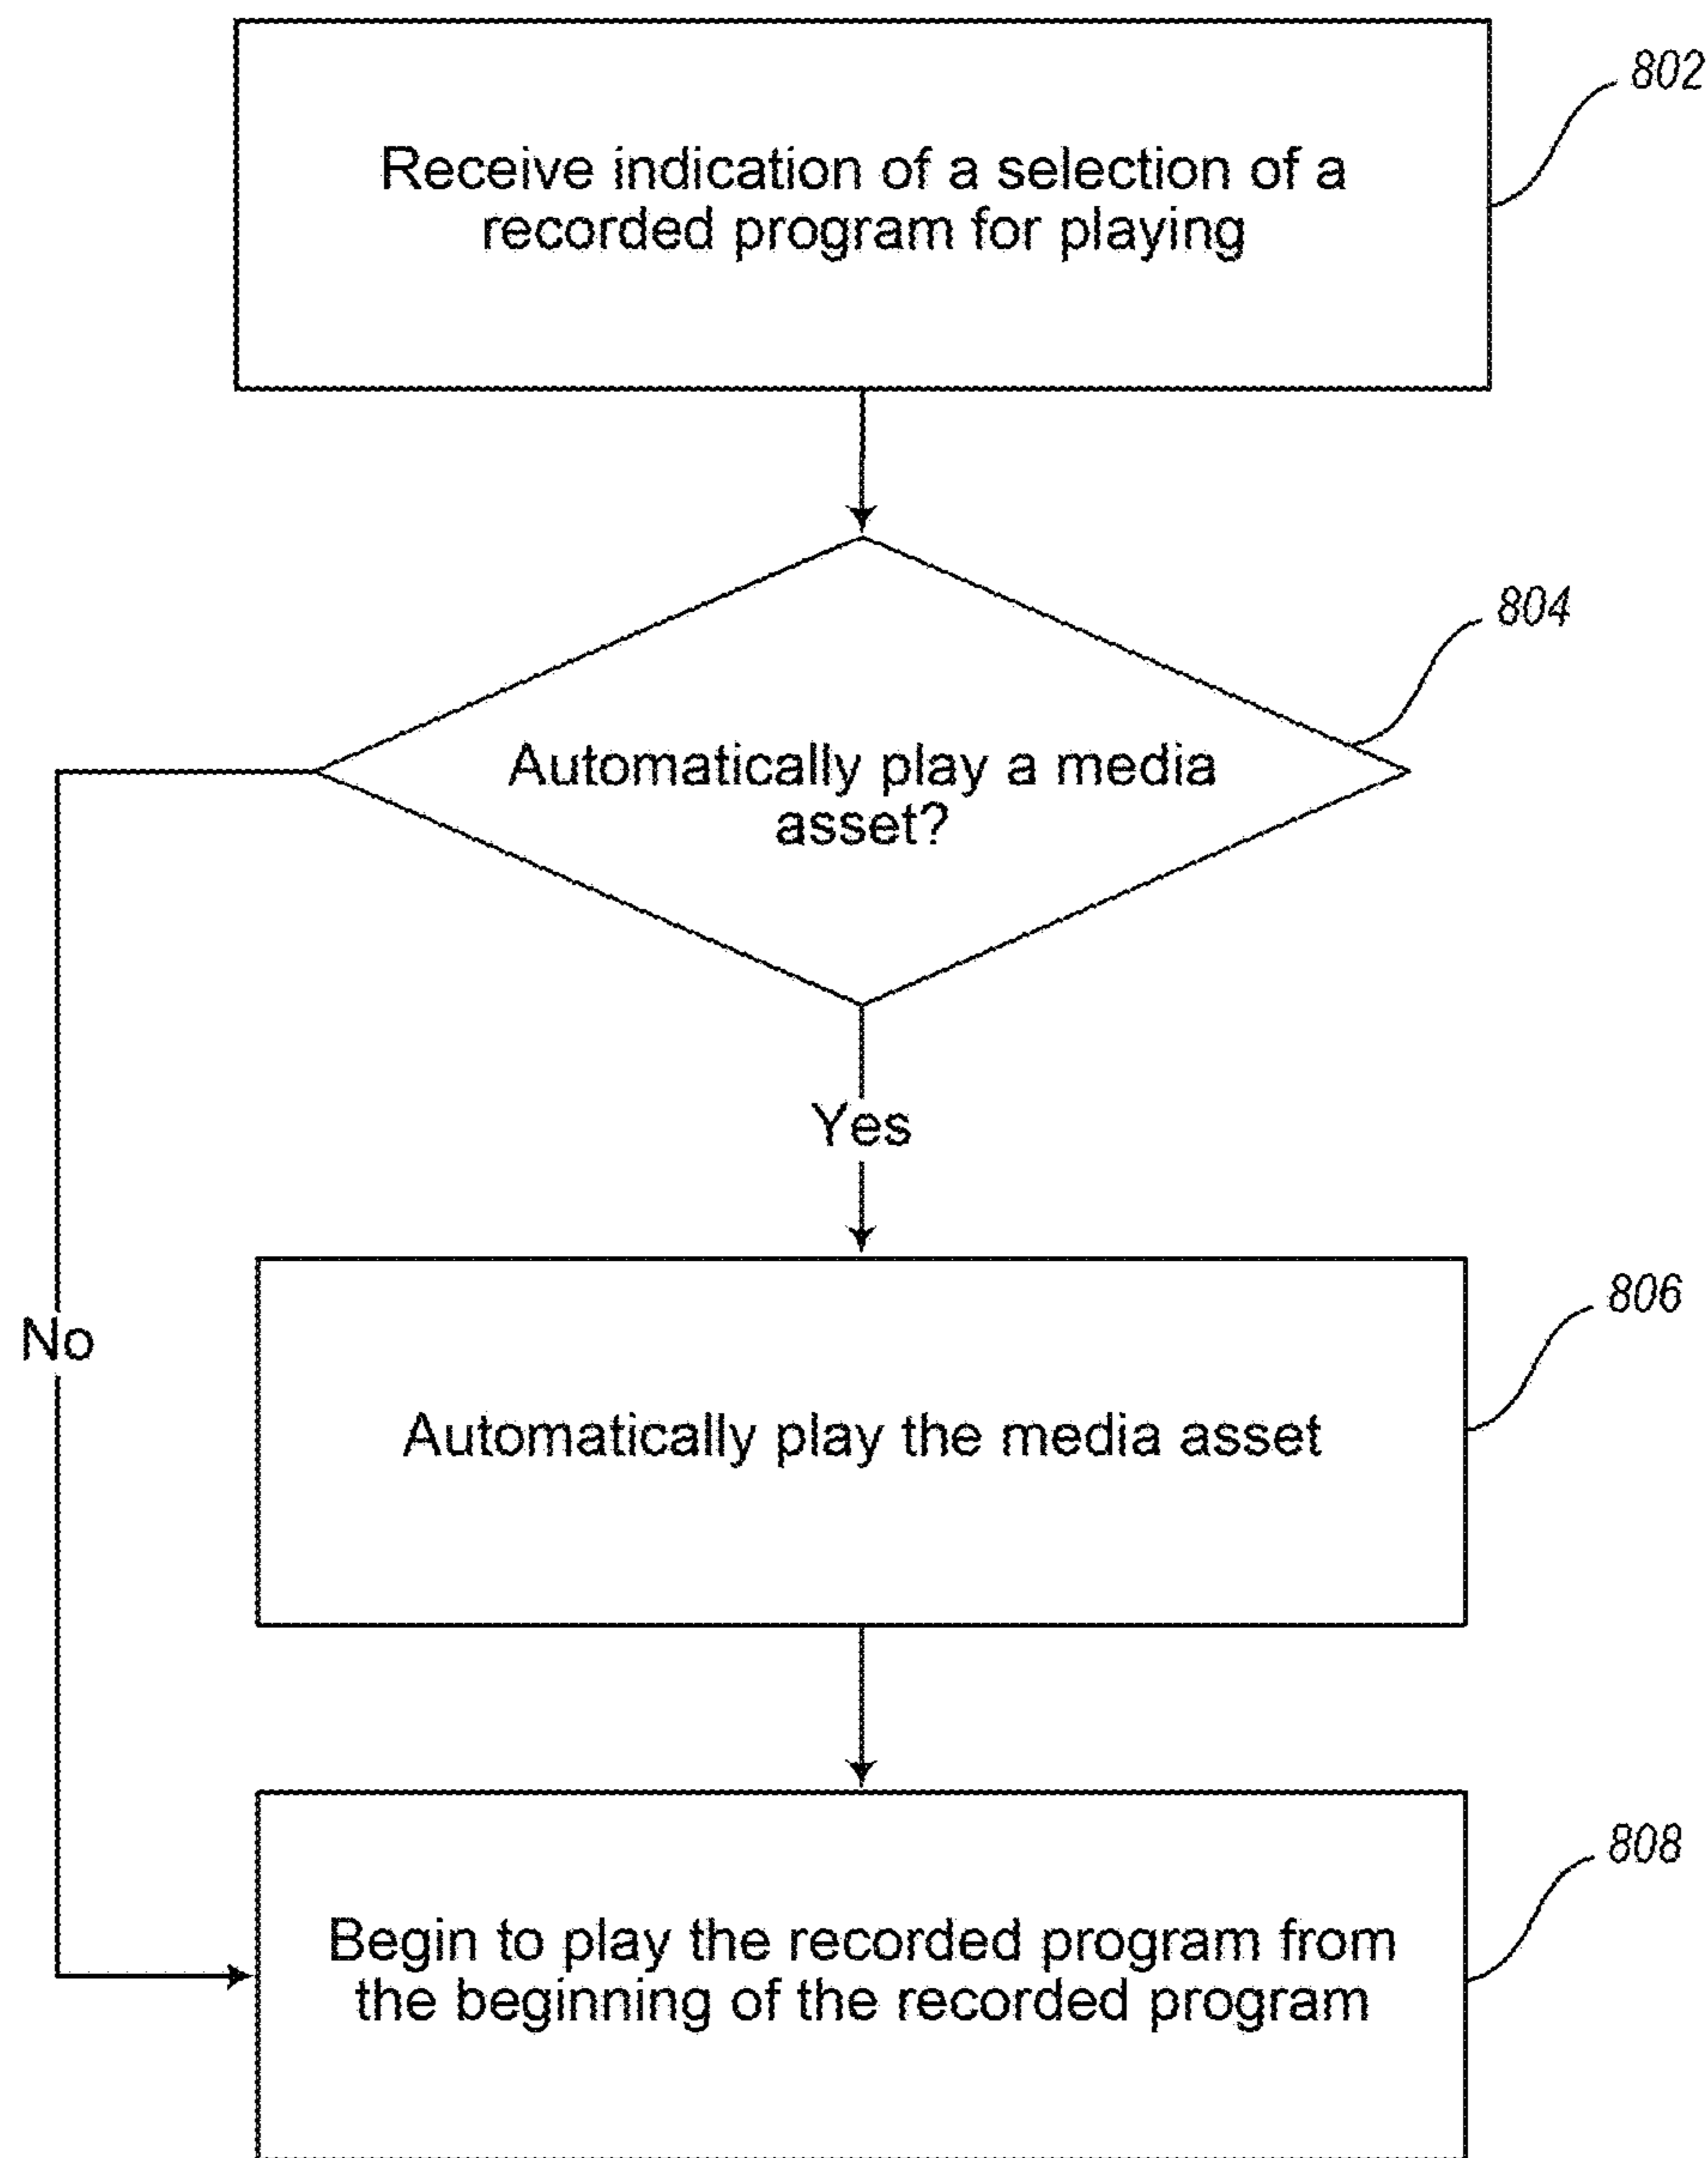 802
Receive indication of a selection of a
recorded program for playing
804
Automatically play a media
asset?
Yes
No
806
Automatically play the media asset
808
Begin to play the recorded program from
the beginning of the recorded program